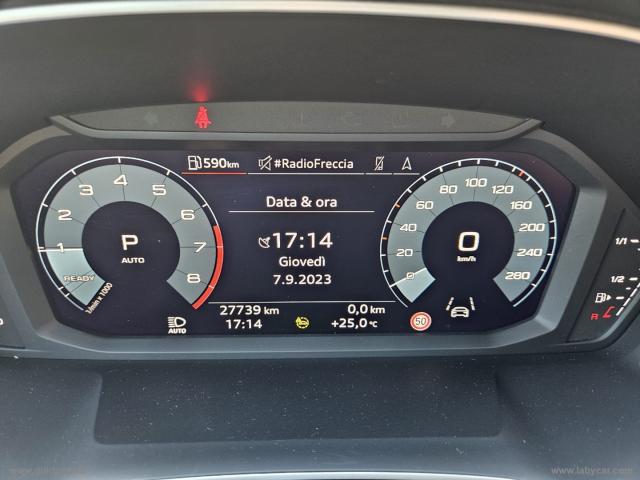 590km #RadioFreccia
Data & ora
17:14
Giovedì
7.9.2023
1 2 3 4 5 6 7 8
P
AUTO
READY
1/min x 1000
0 20 40 60 80 100 120 160 200 240 280
0
km/h
27739 km 0,0 km
AUTO 17:14 +25,0 °C 50
1/1
1/2
R
www.labycar.com